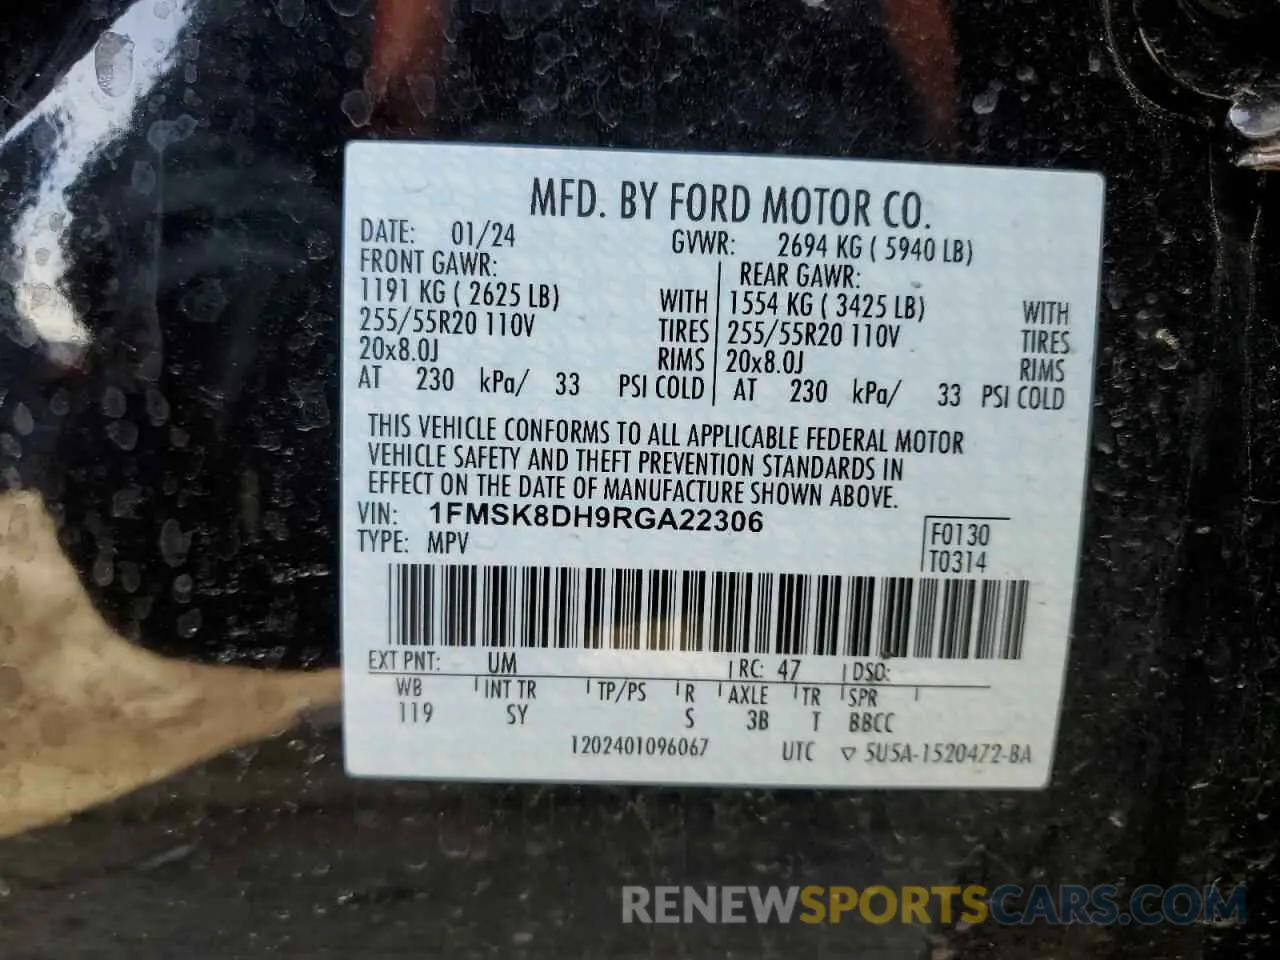 MFD. BY FORD MOTOR CO.
DATE: 01/24 GVWR: 2694 KG ( 5940 LB)
FRONT GAWR: REAR GAWR:
1191 KG ( 2625 LB) WITH 1554 KG ( 3425 LB) WITH
255/55R20 110V TIRES 255/55R20 110V TIRES
20x8.0J RIMS 20x8.0J RIMS
AT 230 kPa/ 33 PSI COLD AT 230 kPa/ 33 PSI COLD
THIS VEHICLE CONFORMS TO ALL APPLICABLE FEDERAL MOTOR
VEHICLE SAFETY AND THEFT PREVENTION STANDARDS IN
EFFECT ON THE DATE OF MANUFACTURE SHOWN ABOVE.
VIN: 1FMSK8DH9RGA22306
TYPE: MPV
F0130
T0314
EXT PNT: UM RC: 47 DSO:
WB INT TR TP/PS R AXLE TR SPR
119 SY S 3B T BBCC
1202401096067 UTC ▽ 5U5A-1520472-BA
RENEWSPORTSCARS.COM